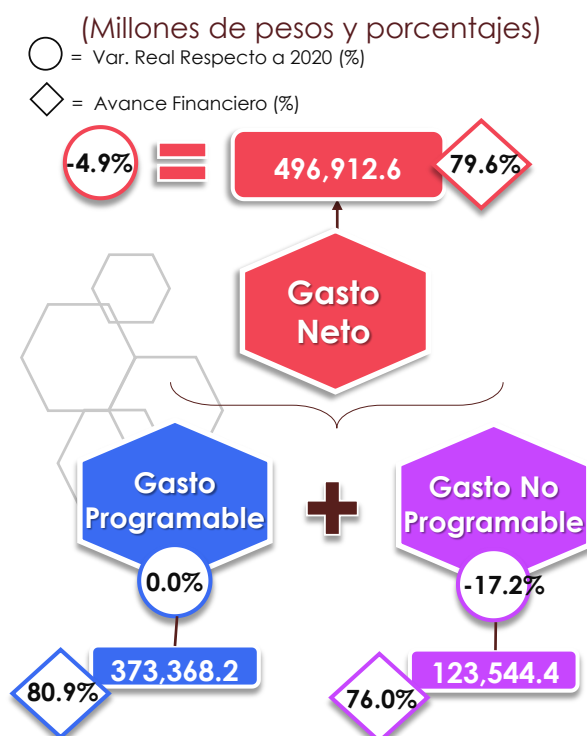 (Millones de pesos y porcentajes)
= Var. Real Respecto a 2020 (%)
= Avance Financiero (%)
-4.9%
496,912.6
79.6%
Gasto
Neto
Gasto
Programable
Gasto No
Programable
0.0%
-17.2%
373,368.2
123,544.4
80.9%
76.0%